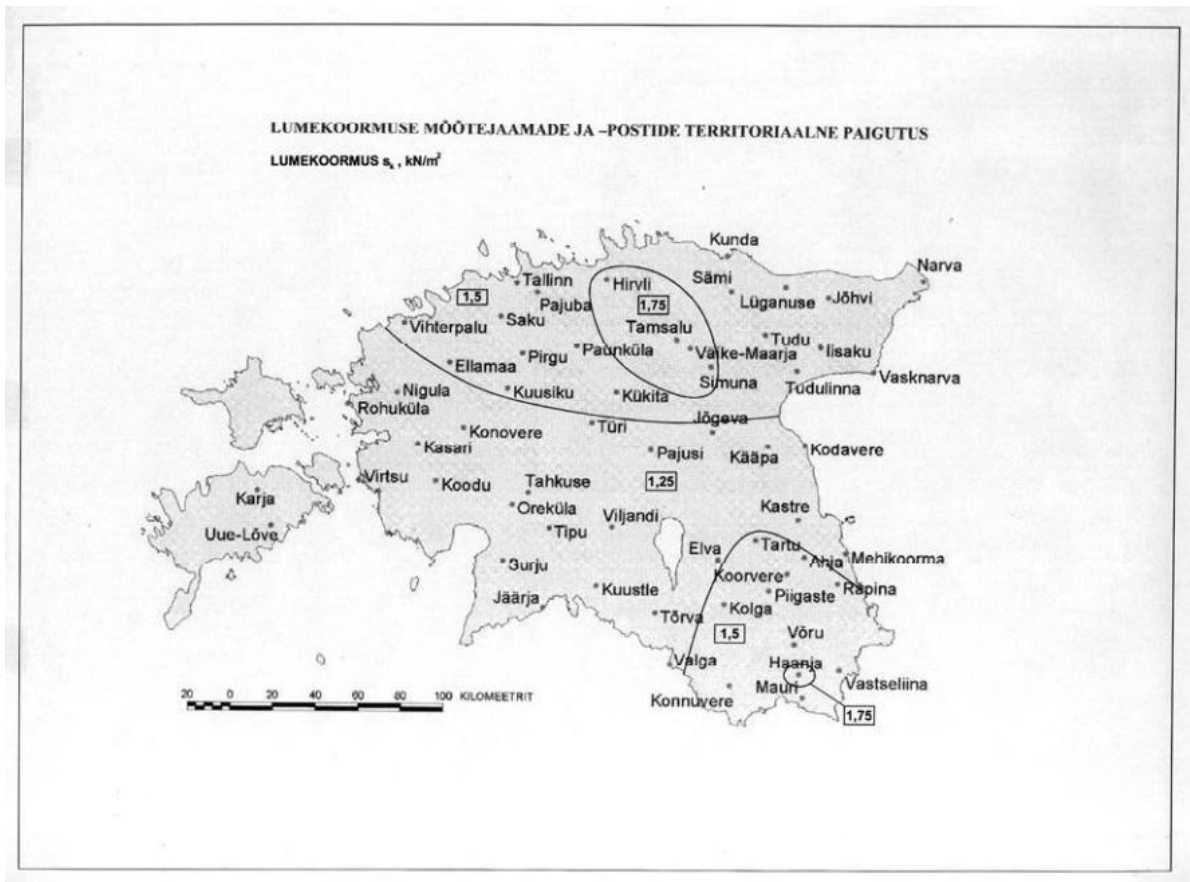 LUMEKOORMUSE MÕÕTEJAAMADE JA –POSTIDE TERRITORIAALNE PAIGUTUS
LUMEKOORMUS sk , kN/m²
Kunda
Narva
Tallinn
Hirvli
Sämi
1,5
Pajuba
1,75
Lüganuse
Jõhvi
Vihterpalu
Saku
Tamsalu
Tudu
Iisaku
Paunküla
Väike-Maarja
Pirgu
Ellamaa
Simuna
Tudulinna
Vasknarva
Nigula
Kuusiku
Kükita
Rohuküla
Jõgeva
Türi
Konovere
Kasari
Pajusi
Kääpa
Kodavere
Virtsu
Koodu
Tahkuse
1,25
Karja
Oreküla
Kastre
Uue-Lõve
Tipu
Viljandi
Elva
Tartu
Ahja
Mehikoorma
Surju
Koorvere
Räpina
Jäärja
Kuustle
Piigaste
Kolga
Tõrva
1,5
Võru
Valga
Haanja
Vastseliina
Konnuvere
Mauri
1,75
20 0 20 40 60 80 100 KILOMEETRIT